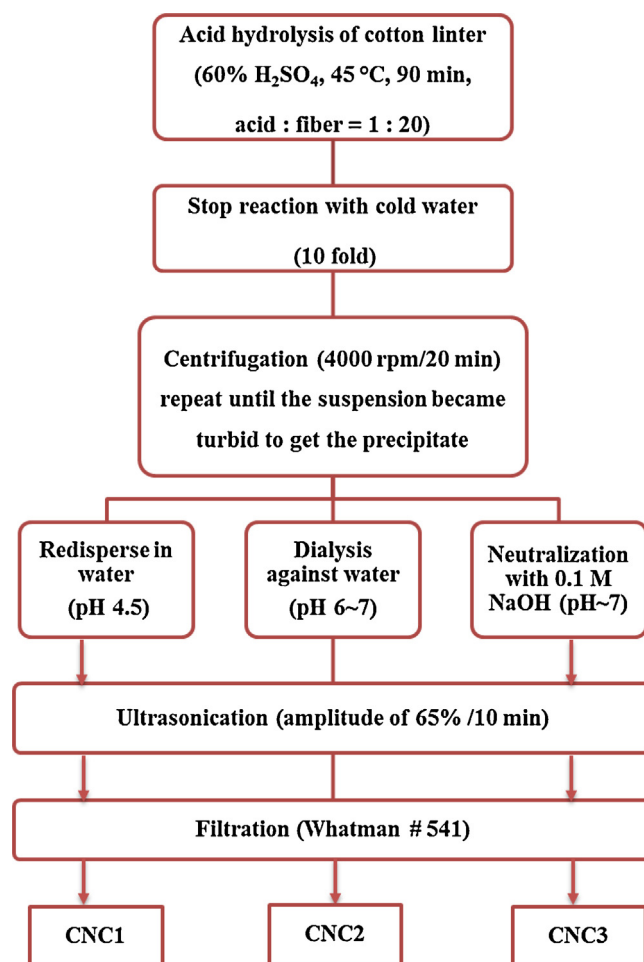 Acid hydrolysis of cotton linter
(60% H₂SO₄, 45 °C, 90 min,
acid : fiber = 1 : 20)
Stop reaction with cold water
(10 fold)
Centrifugation (4000 rpm/20 min)
repeat until the suspension became
turbid to get the precipitate
Redisperse in
water
(pH 4.5)
Dialysis
against water
(pH 6~7)
Neutralization
with 0.1 M
NaOH (pH~7)
Ultrasonication (amplitude of 65% /10 min)
Filtration (Whatman # 541)
CNC1
CNC2
CNC3